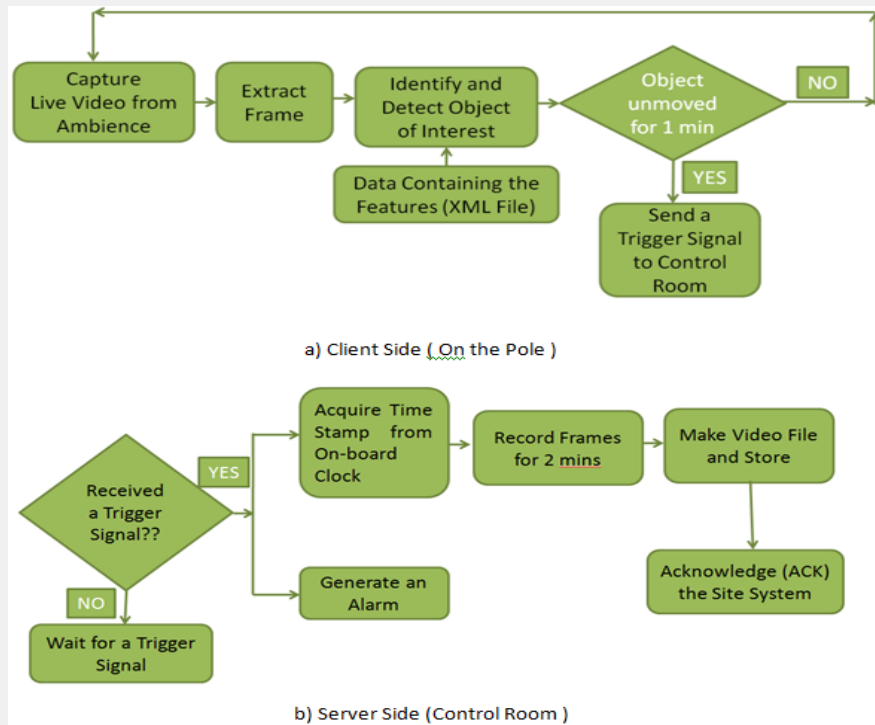 Capture
Live Video from
Ambience
Extract
Frame
Identify and
Detect Object
of Interest
Object
unmoved
for 1 min
NO
Data Containing the
Features (XML File)
YES
Send a
Trigger Signal
to Control
Room
a) Client Side ( On the Pole )
Received
a Trigger
Signal??
YES
NO
Wait for a Trigger
Signal
Acquire Time
Stamp from
On-board
Clock
Record Frames
for 2 mins
Make Video File
and Store
Generate an
Alarm
Acknowledge (ACK)
the Site System
b) Server Side (Control Room )